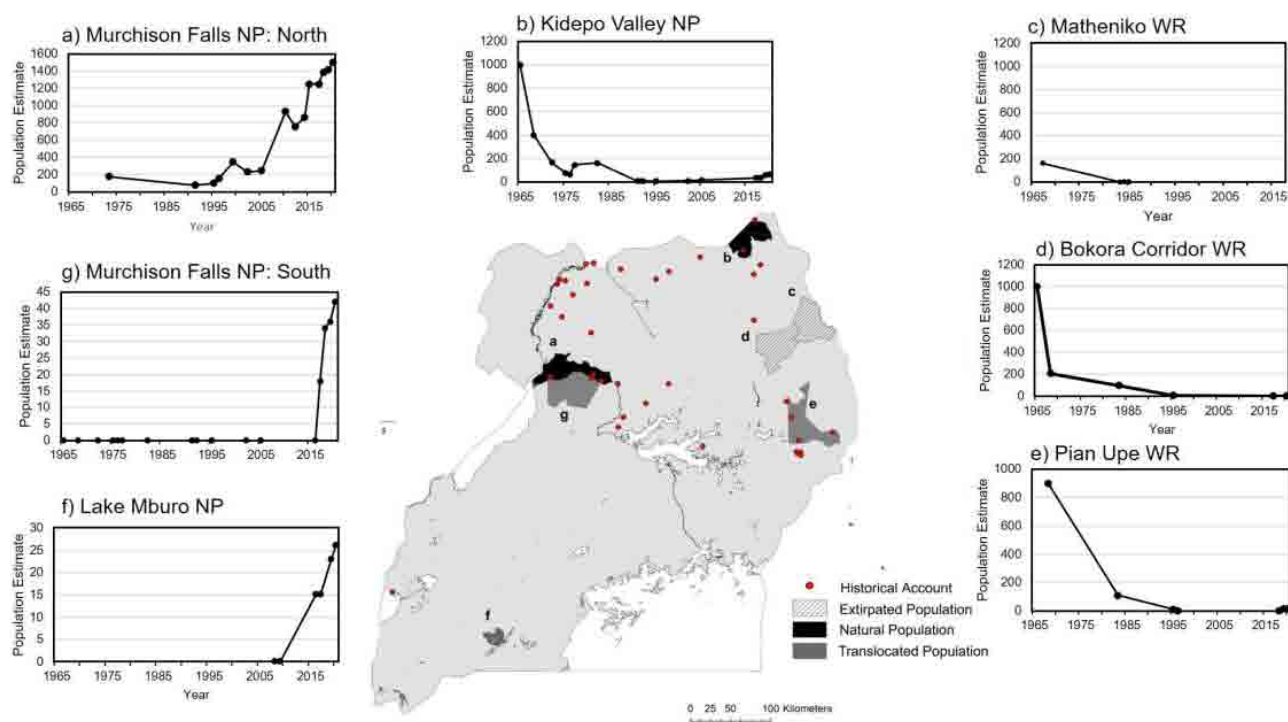 a) Murchison Falls NP: North
Population Estimate
1600
1400
1200
1000
800
600
400
200
0
1965 1975 1985 1995 2005 2015
Year
b) Kidepo Valley NP
Population Estimate
1200
1000
800
600
400
200
0
1965 1975 1985 1995 2005 2015
c) Matheniko WR
Population Estimate
1200
1000
800
600
400
200
0
1965 1975 1985 1995 2005 2015
Year
g) Murchison Falls NP: South
Population Estimate
45
40
35
30
25
20
15
10
5
0
1965 1975 1985 1995 2005 2015
d) Bokora Corridor WR
Population Estimate
1200
1000
800
600
400
200
0
1965 1975 1985 1995 2005 2015
Year
f) Lake Mburo NP
Population Estimate
30
25
20
15
10
5
0
1965 1975 1985 1995 2005 2015
Year
e) Pian Upe WR
Population Estimate
1000
800
600
400
200
0
1965 1975 1985 1995 2005 2015
Year
b
c
d
a
e
g
f
Historical Account
Extirpated Population
Natural Population
Translocated Population
0 25 50 100 Kilometers